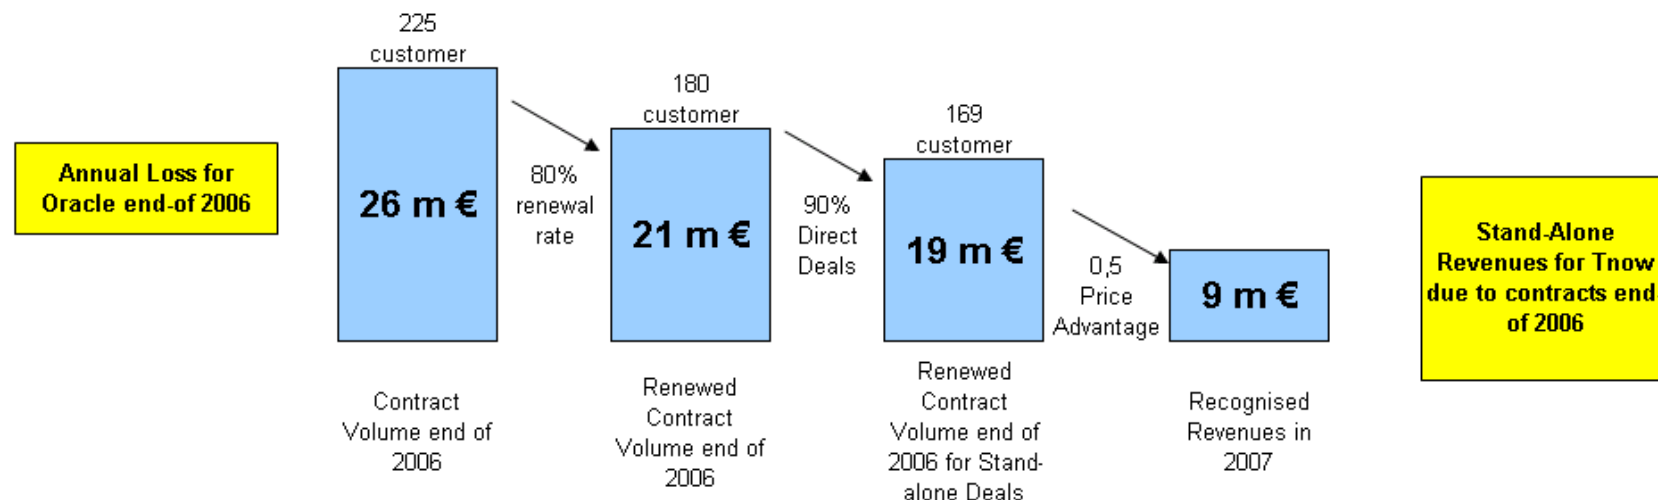 Annual Loss for
Oracle end-of 2006
225
customer
26 m €
Contract
Volume end of
2006
80%
renewal
rate
180
customer
21 m €
Renewed
Contract
Volume end of
2006
90%
Direct
Deals
169
customer
19 m €
Renewed
Contract
Volume end of
2006 for Stand-
alone Deals
0,5
Price
Advantage
9 m €
Recognised
Revenues in
2007
Stand-Alone
Revenues for Tnow
due to contracts end-
of 2006